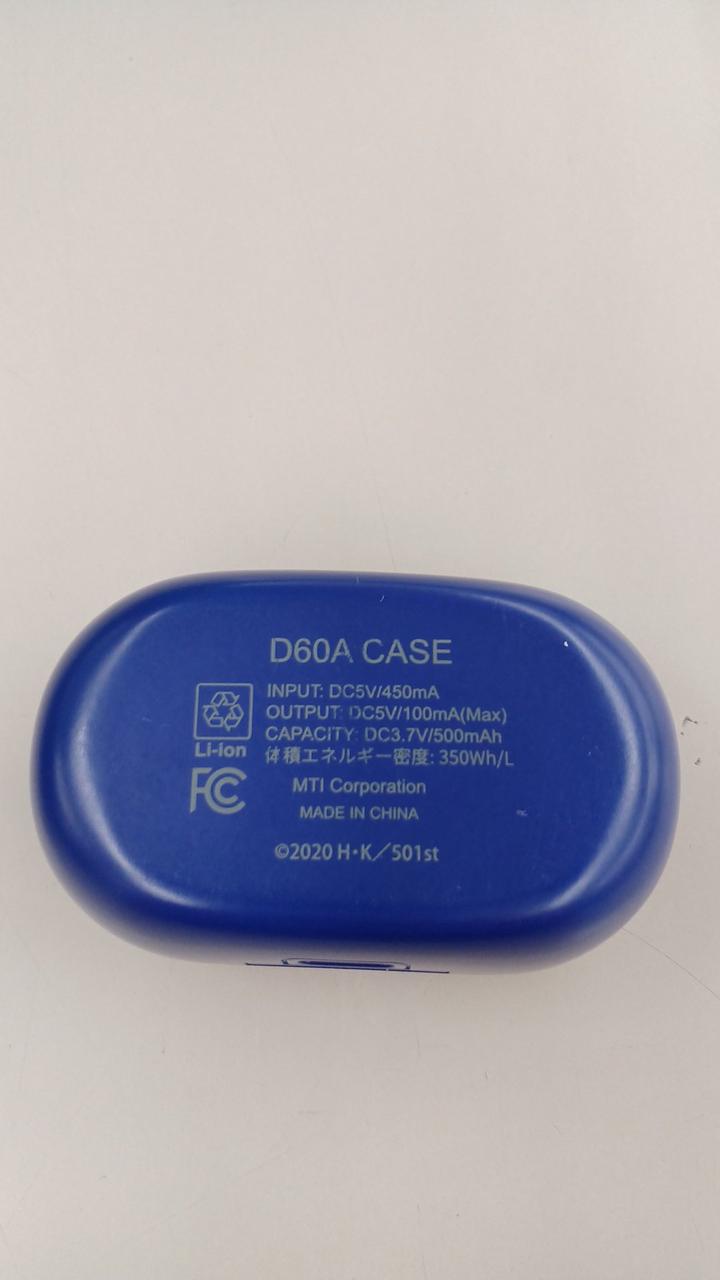 D60A CASE
INPUT: DC5V/450mA
OUTPUT: DC5V/100mA(Max)
CAPACITY: DC3.7V/500mAh
体積エネルギー密度: 350Wh/L
Li-ion
FC
MTI Corporation
MADE IN CHINA
©2020 H・K／501st